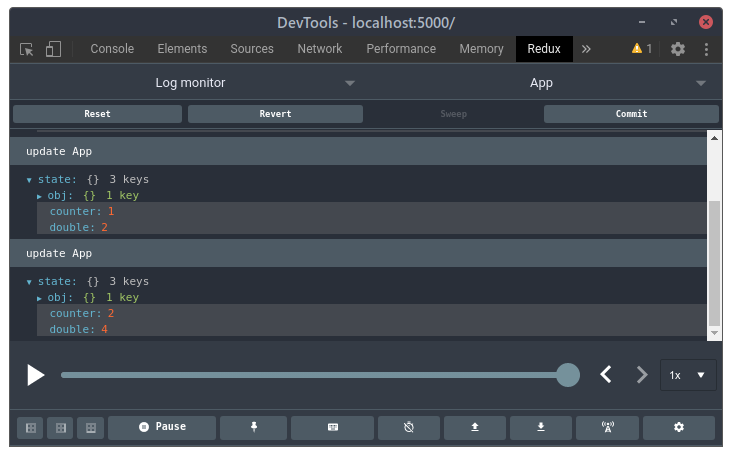 DevTools - localhost:5000/
Console Elements Sources Network Performance Memory Redux » 1
Log monitor App
Reset Revert Sweep Commit
update App
▼ state: {} 3 keys
▶ obj: {} 1 key
counter: 1
double: 2
update App
▼ state: {} 3 keys
▶ obj: {} 1 key
counter: 2
double: 4
1x
Pause